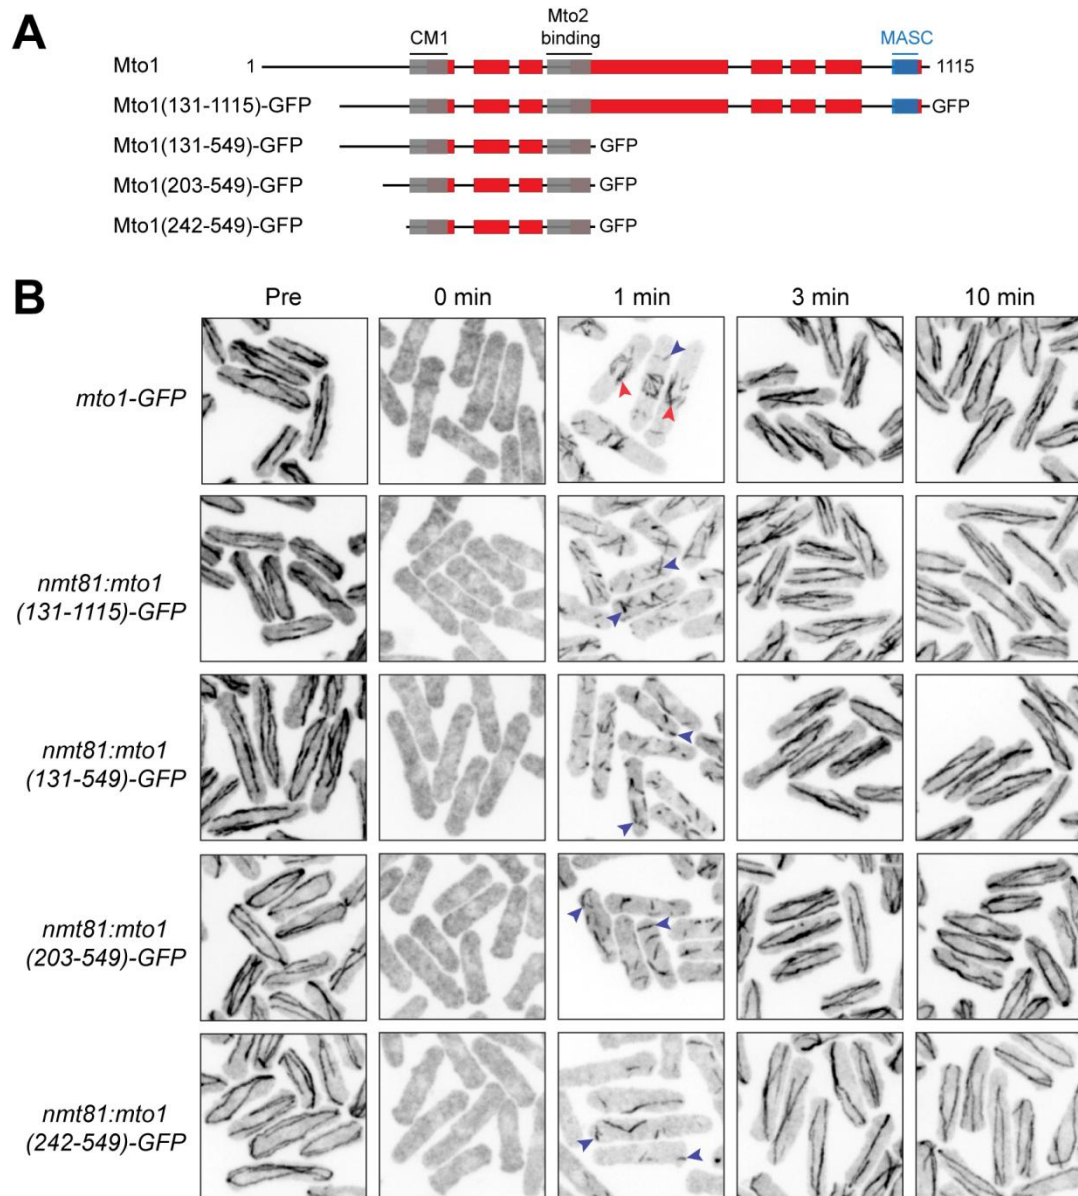 A
CM1
Mto2
binding
MASC
Mto1 1 1115
Mto1(131-1115)-GFP GFP
Mto1(131-549)-GFP GFP
Mto1(203-549)-GFP GFP
Mto1(242-549)-GFP GFP
B
Pre 0 min 1 min 3 min 10 min
mto1-GFP
nmt81:mto1
(131-1115)-GFP
nmt81:mto1
(131-549)-GFP
nmt81:mto1
(203-549)-GFP
nmt81:mto1
(242-549)-GFP